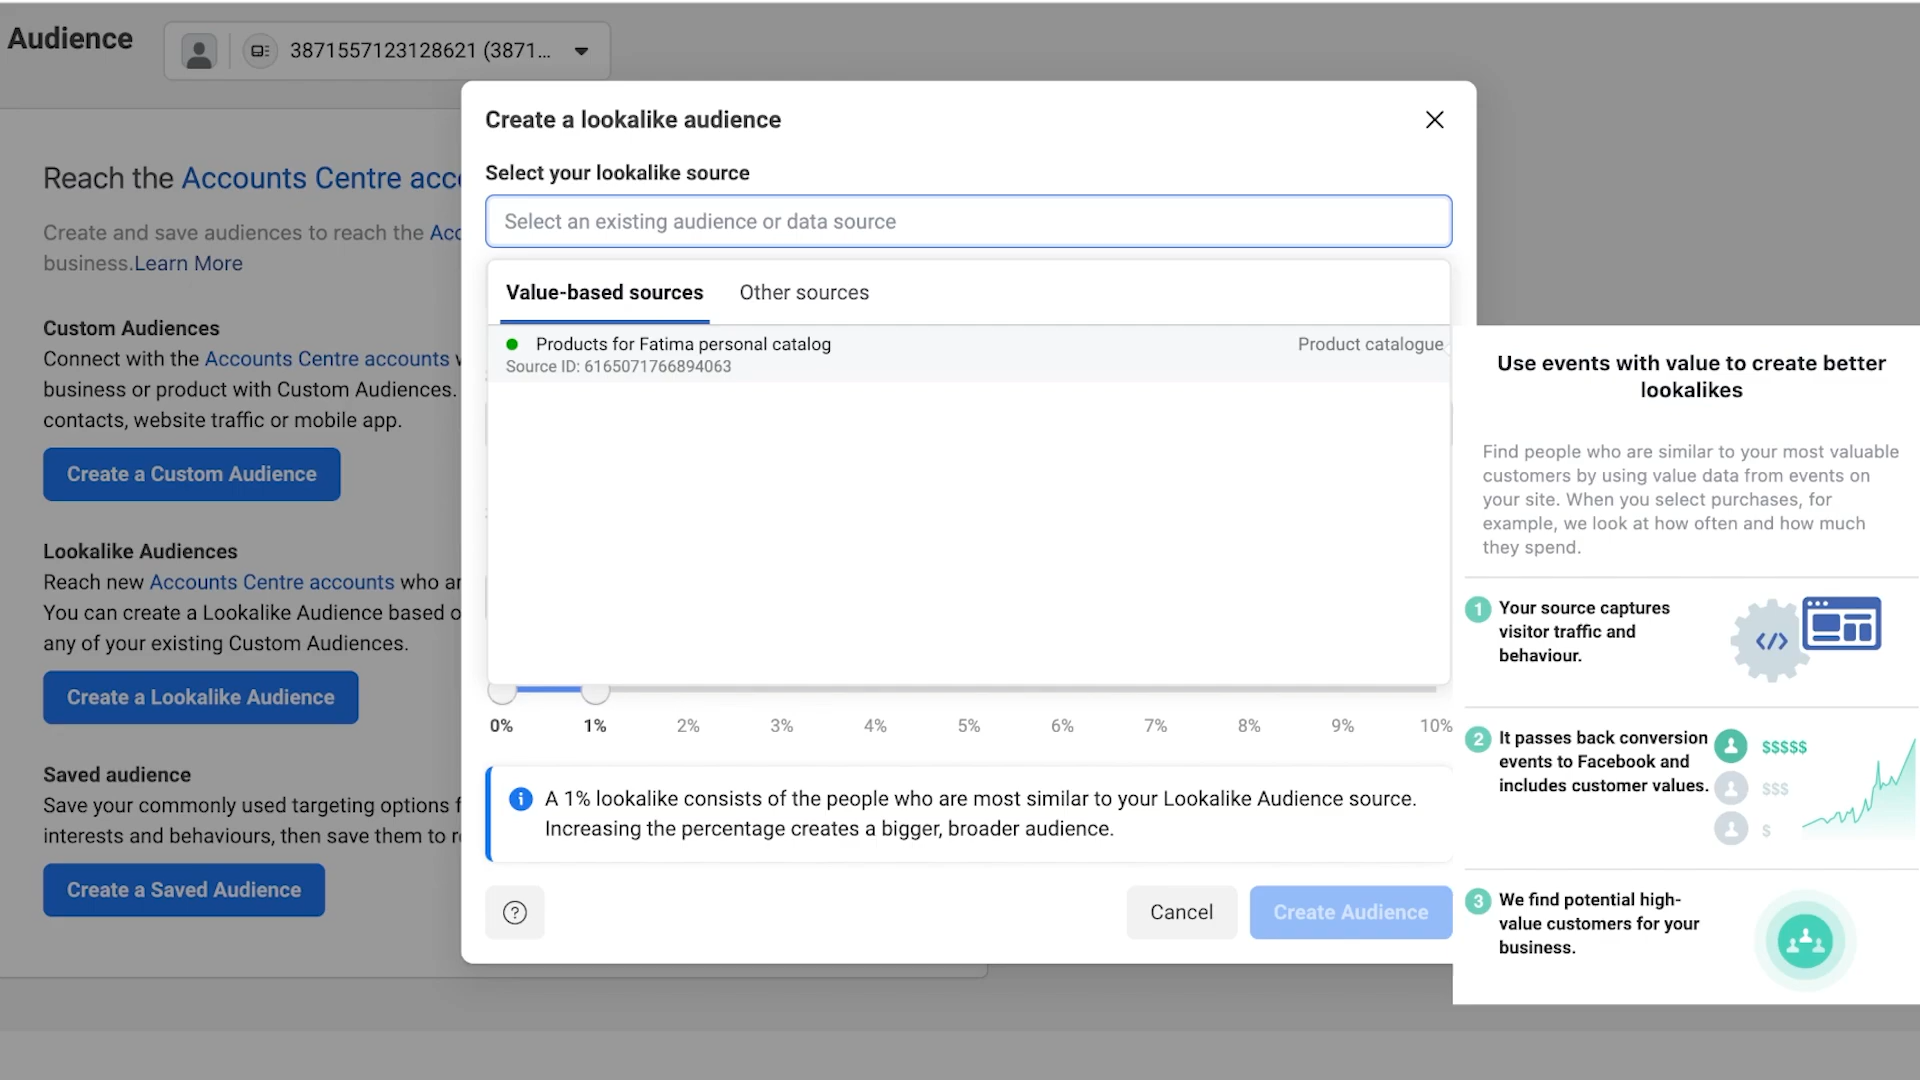 Audience
3871557123128621 (3871...
Reach the Accounts Centre acc
Create and save audiences to reach the Acc
business.Learn More
Custom Audiences
Connect with the Accounts Centre accounts
business or product with Custom Audiences.
contacts, website traffic or mobile app.
Create a Custom Audience
Lookalike Audiences
Reach new Accounts Centre accounts who ar
You can create a Lookalike Audience based o
any of your existing Custom Audiences.
Create a Lookalike Audience
Saved audience
Save your commonly used targeting options f
interests and behaviours, then save them to r
Create a Saved Audience
Create a lookalike audience
Select your lookalike source
Select an existing audience or data source
Value-based sources Other sources
Products for Fatima personal catalog Product catalogue
Source ID: 6165071766894063
0% 1% 2% 3% 4% 5% 6% 7% 8% 9% 10%
A 1% lookalike consists of the people who are most similar to your Lookalike Audience source.
Increasing the percentage creates a bigger, broader audience.
Cancel Create Audience
Use events with value to create better
lookalikes
Find people who are similar to your most valuable
customers by using value data from events on
your site. When you select purchases, for
example, we look at how often and how much
they spend.
1 Your source captures
visitor traffic and
behaviour.
2 It passes back conversion
events to Facebook and
includes customer values.
$$$$$
$$$
$
3 We find potential high-
value customers for your
business.